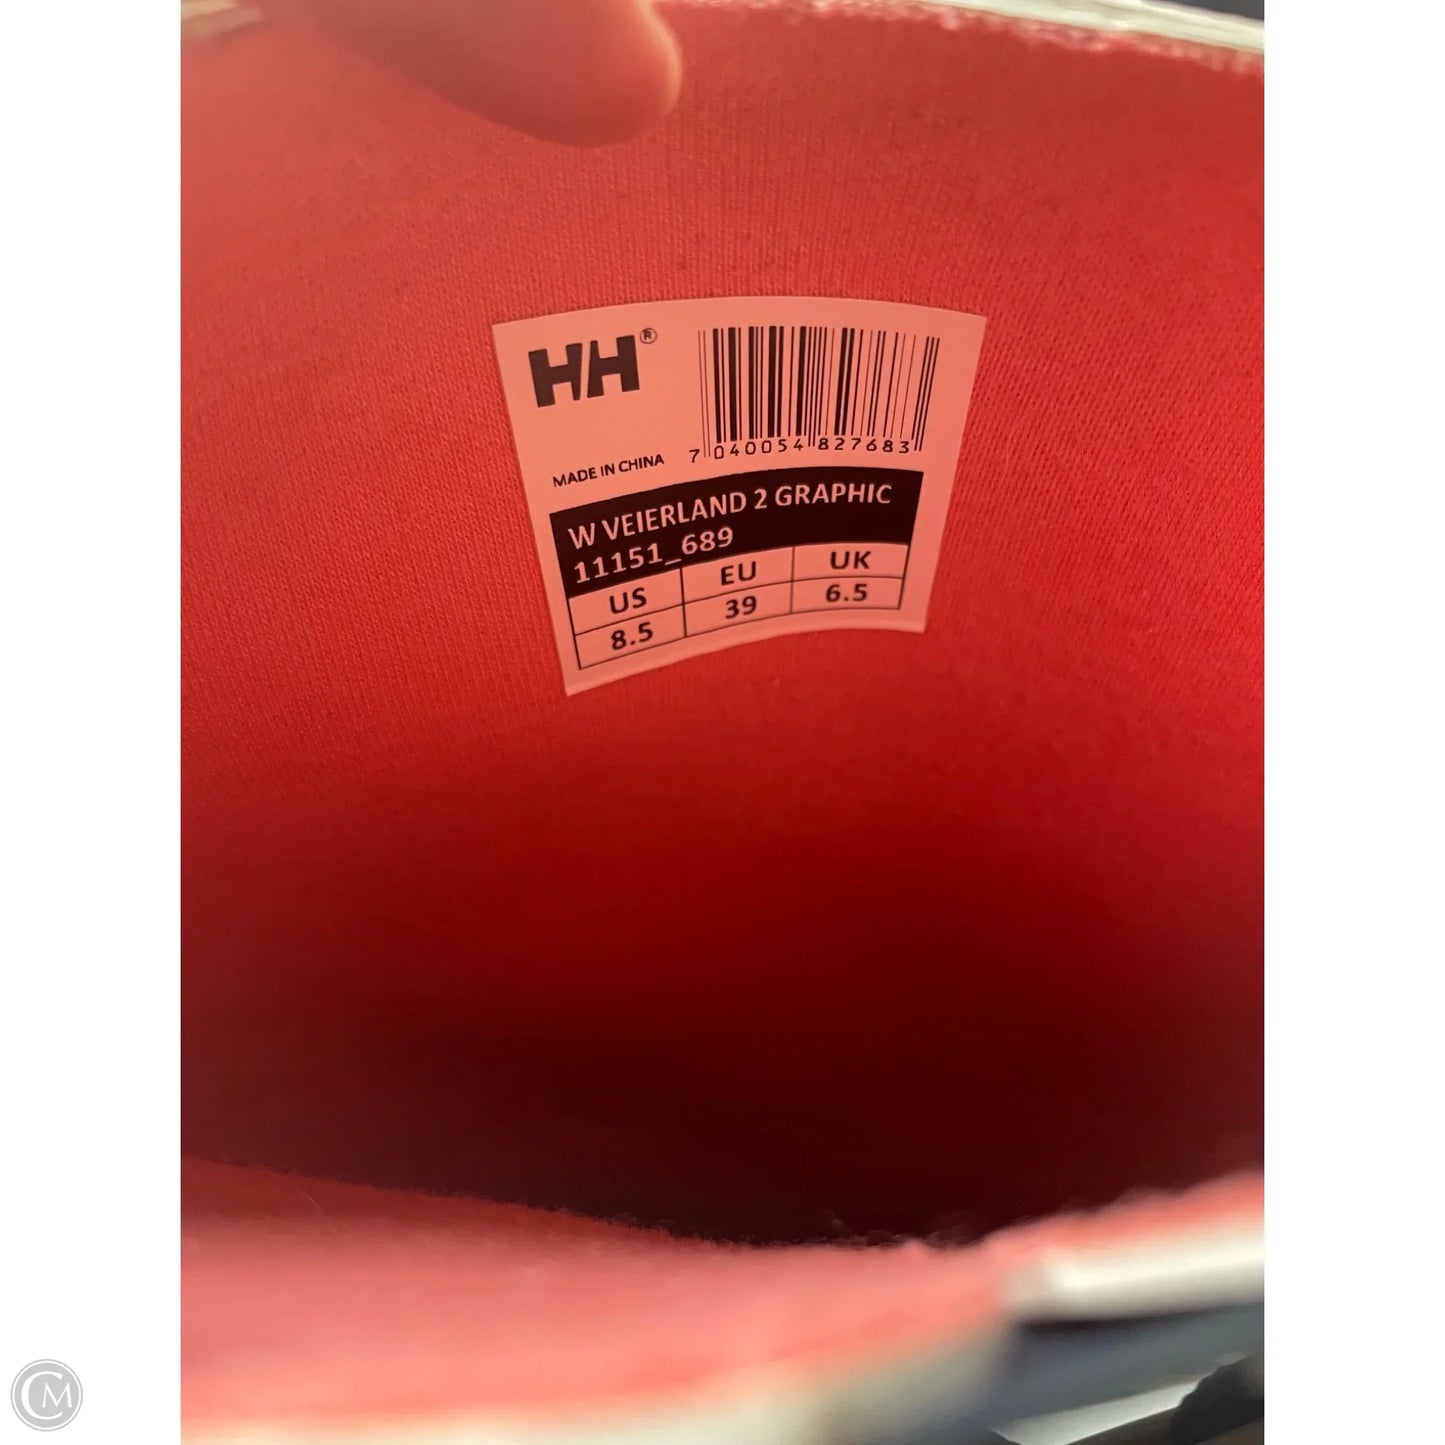 HH®
7 040054 827683
MADE IN CHINA
W VEIERLAND 2 GRAPHIC
11151_689
US EU UK
8.5 39 6.5
CM